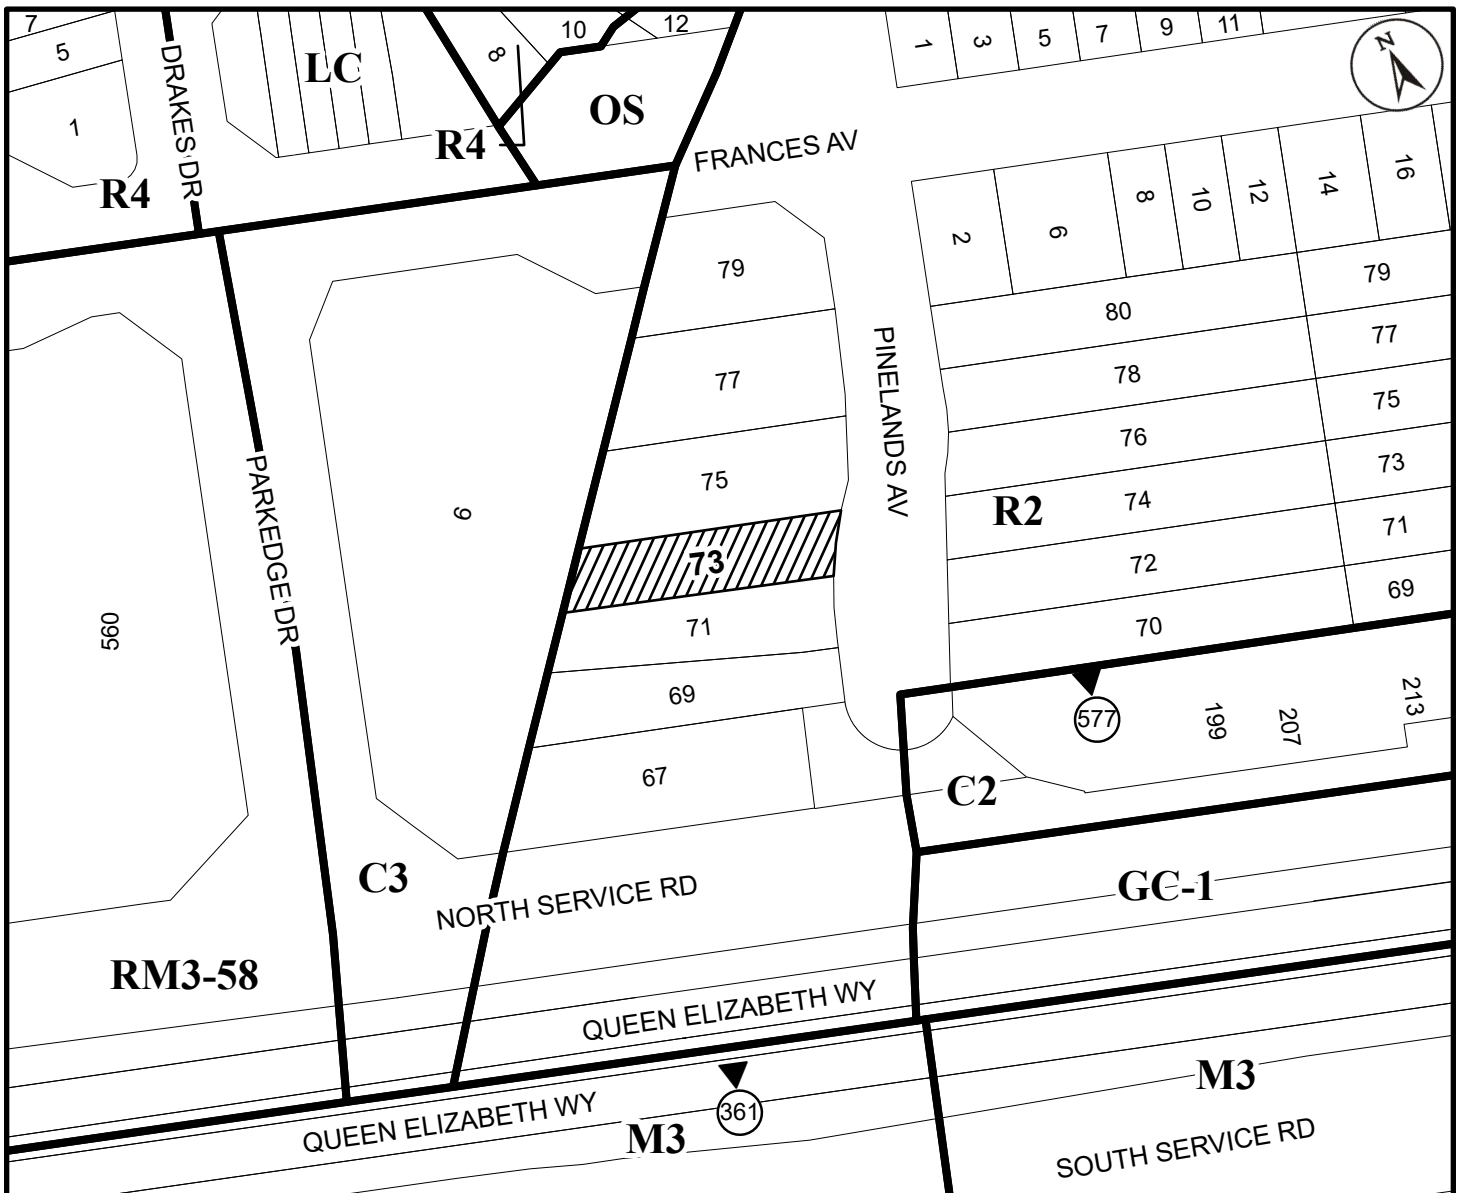 7
5
1
DRAKES DR
LC
8
10
12
OS
R4
R4
1
3
5
7
9
11
N
FRANCES AV
2
6
8
10
12
14
16
79
77
75
73
71
69
67
PINELANDS AV
80
78
76
74
72
70
R2
79
77
75
73
71
69
PARKEDGE DR
9
560
577
199
207
213
C2
C3
GC-1
NORTH SERVICE RD
RM3-58
QUEEN ELIZABETH WY
QUEEN ELIZABETH WY
361
M3
M3
SOUTH SERVICE RD